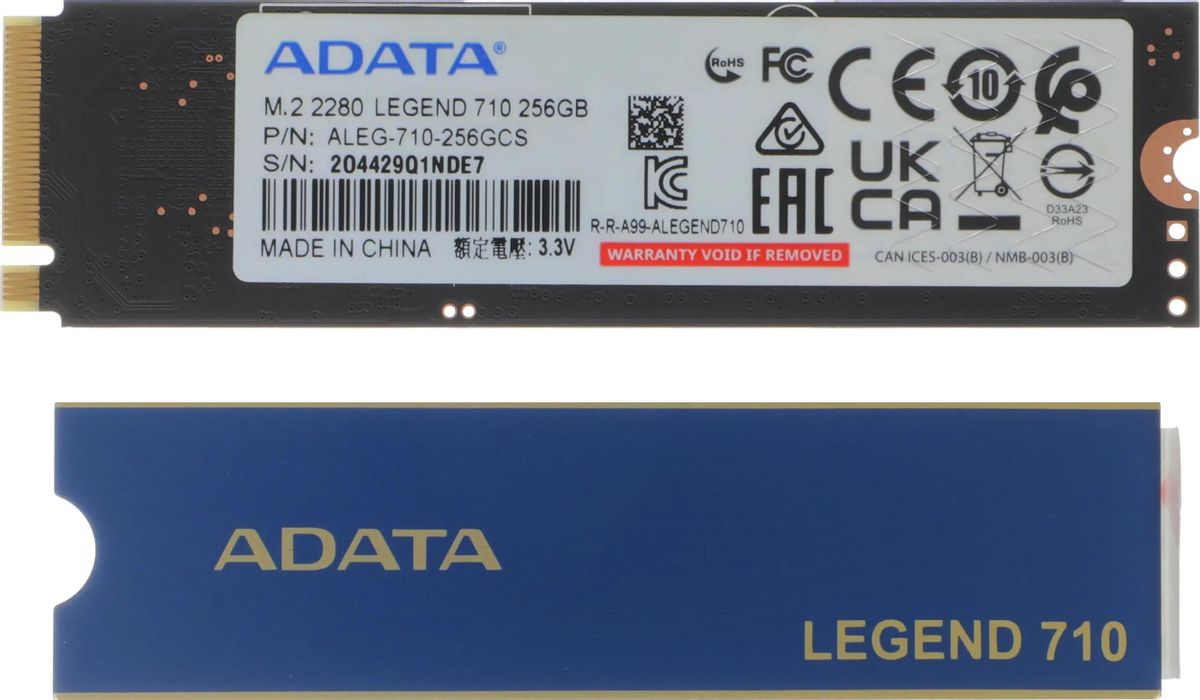 ADATA®
M.2 2280 LEGEND 710 256GB
P/N: ALEG-710-256GCS
S/N: 204429Q1NDE7
MADE IN CHINA 額定電壓: 3.3V
RoHS FC CE 10
KC
R-R-A99-ALEGEND710
EAC
UK
CA
D33A23
RoHS
WARRANTY VOID IF REMOVED
CAN ICES-003(B) / NMB-003(B)
ADATA
LEGEND 710